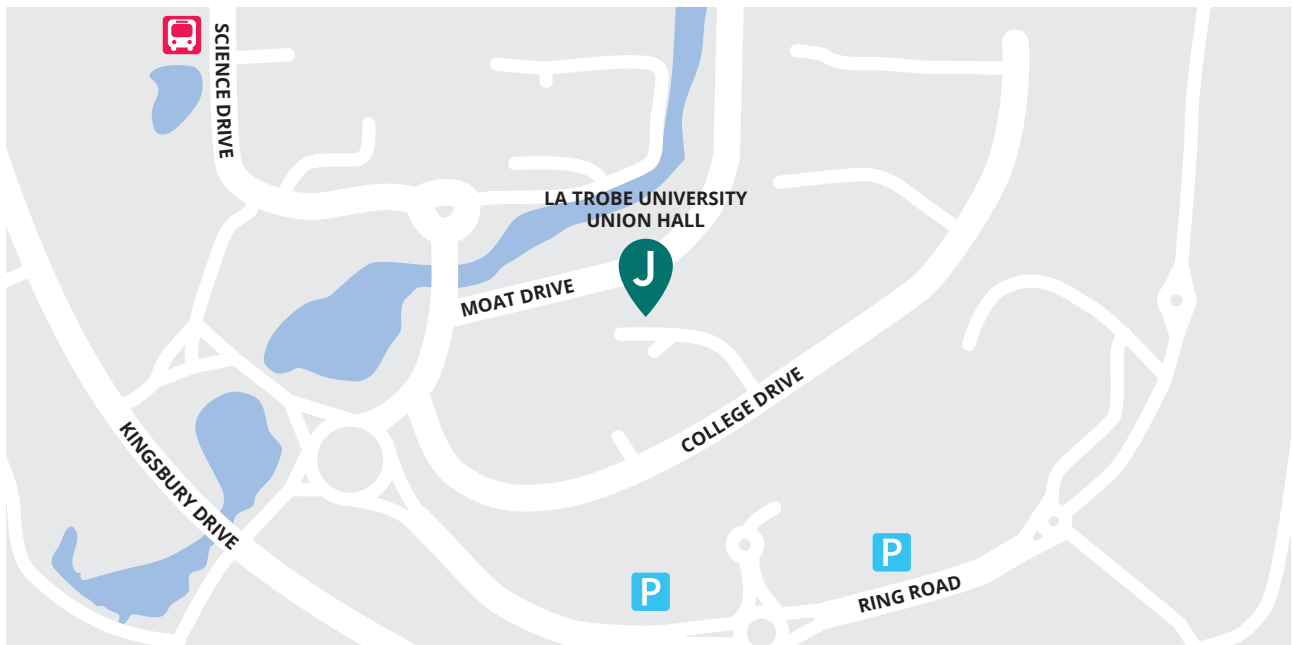 SCIENCE DRIVE
LA TROBE UNIVERSITY
UNION HALL
J
MOAT DRIVE
COLLEGE DRIVE
KINGSBURY DRIVE
P
RING ROAD
P